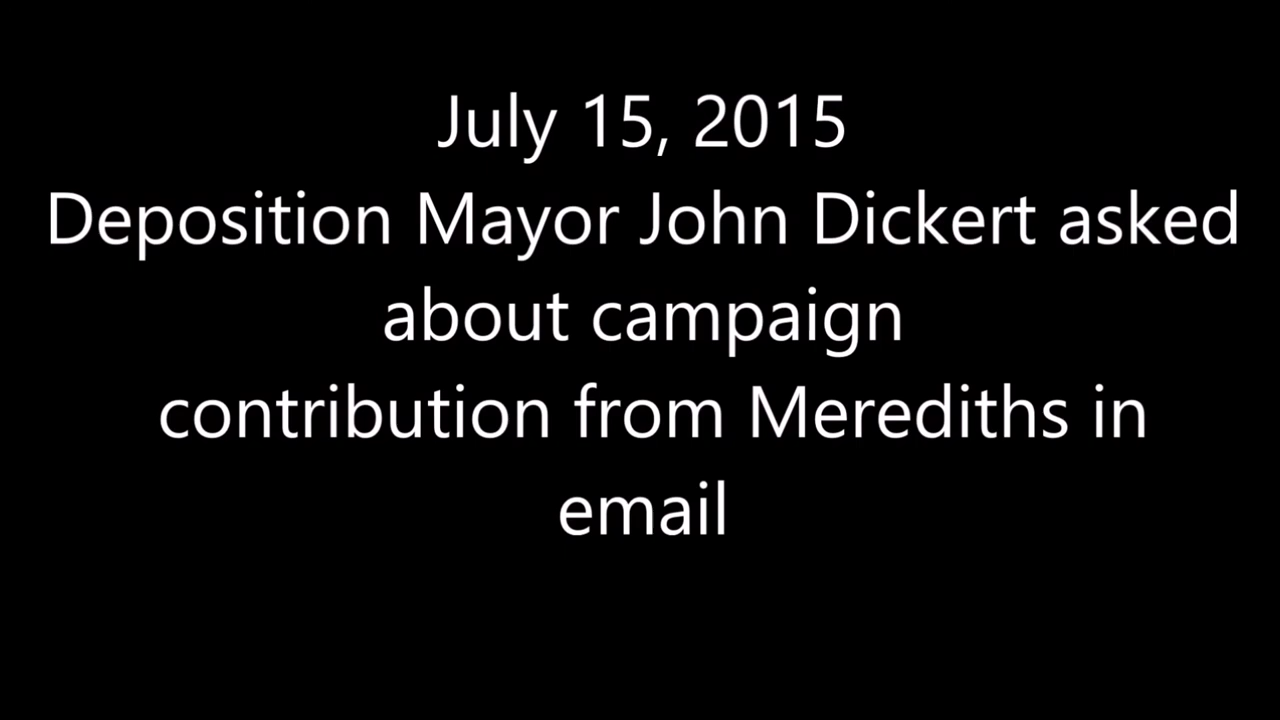 July 15, 2015
Deposition Mayor John Dickert asked
about campaign
contribution from Merediths in
email